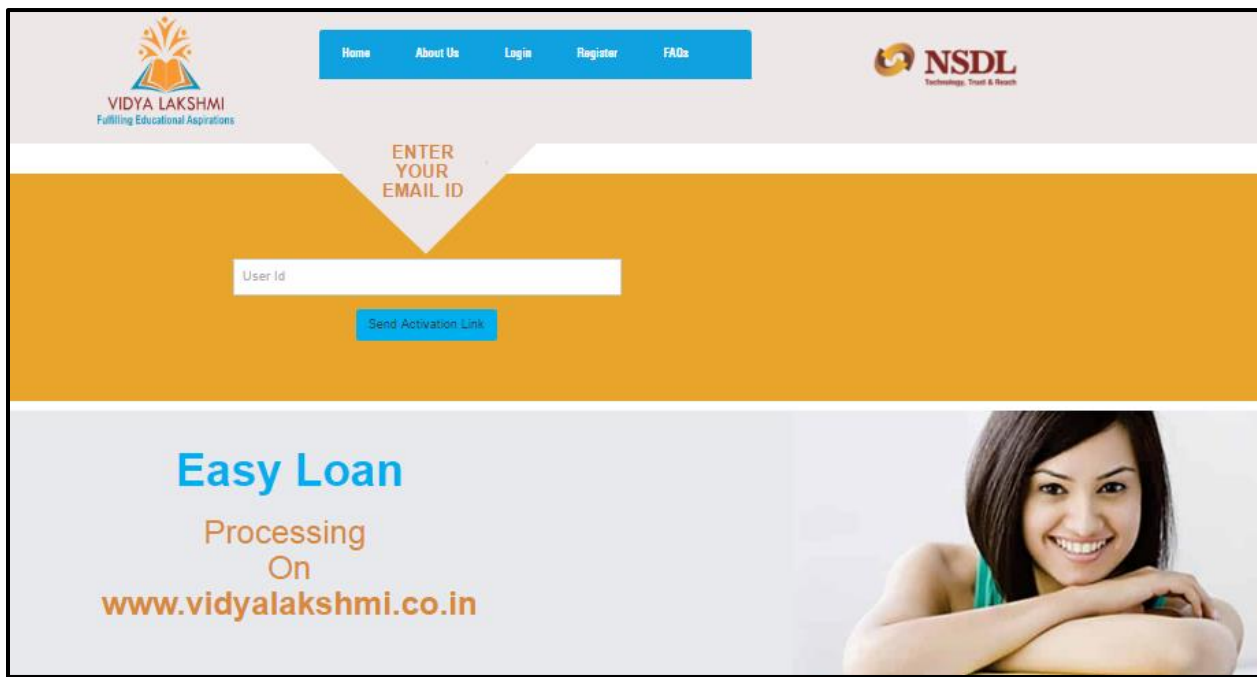 VIDYA LAKSHMI
Fulfilling Educational Aspirations
Home About Us Login Register FAQs
NSDL
Technology, Trust & Reach
ENTER
YOUR
EMAIL ID
User Id
Send Activation Link
Easy Loan
Processing
On
www.vidyalakshmi.co.in